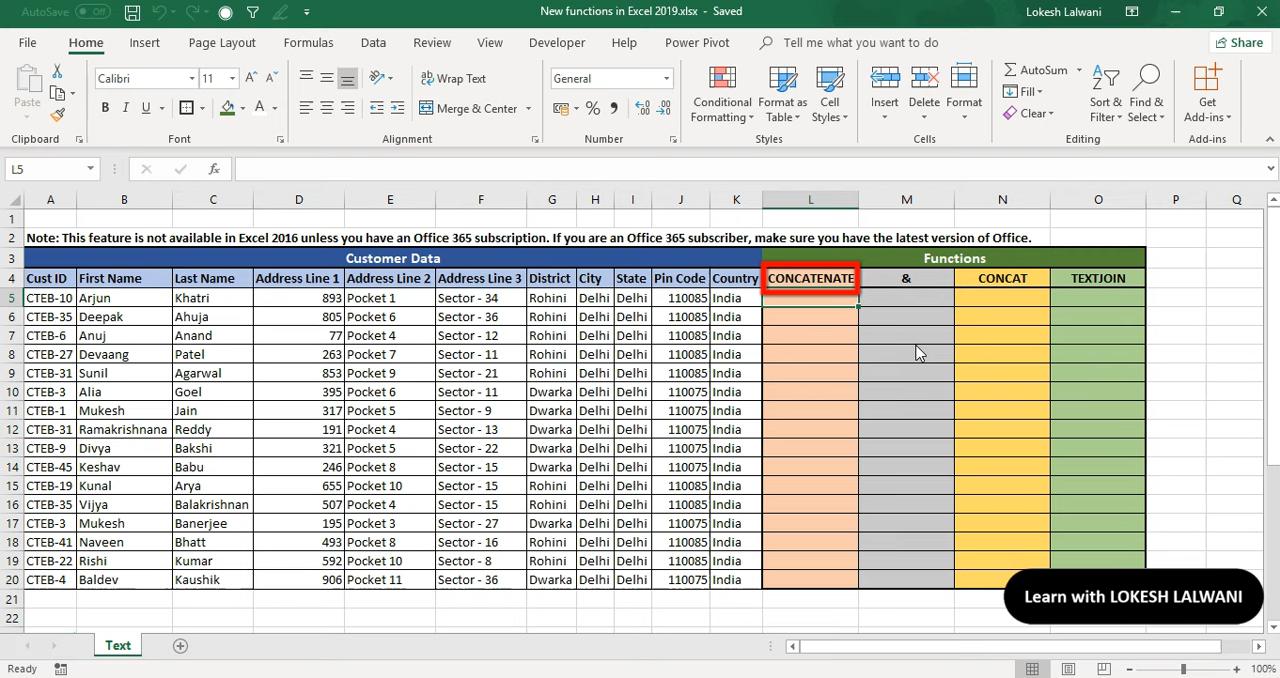 AutoSave Off New functions in Excel 2019.xlsx - Saved Lokesh Lalwani
File Home Insert Page Layout Formulas Data Review View Developer Help Power Pivot Tell me what you want to do Share
Paste Calibri 11 A A Wrap Text General Conditional Formatting Format as Table Cell Styles Insert Delete Format AutoSum Sort & Filter Find & Select Get Add-ins
B I U A Merge & Center % Fill
Clear
Clipboard Font Alignment Number Styles Cells Editing Add-ins
L5 fx
A B C D E F G H I J K L M N O P Q
1
2 Note: This feature is not available in Excel 2016 unless you have an Office 365 subscription. If you are an Office 365 subscriber, make sure you have the latest version of Office.
3 Customer Data Functions
4 Cust ID First Name Last Name Address Line 1 Address Line 2 Address Line 3 District City State Pin Code Country CONCATENATE & CONCAT TEXTJOIN
5 CTEB-10 Arjun Khatri 893 Pocket 1 Sector - 34 Rohini Delhi Delhi 110085 India
6 CTEB-35 Deepak Ahuja 805 Pocket 6 Sector - 36 Rohini Delhi Delhi 110085 India
7 CTEB-6 Anuj Anand 77 Pocket 4 Sector - 12 Rohini Delhi Delhi 110085 India
8 CTEB-27 Devaang Patel 263 Pocket 7 Sector - 11 Rohini Delhi Delhi 110085 India
9 CTEB-31 Sunil Agarwal 853 Pocket 9 Sector - 21 Rohini Delhi Delhi 110085 India
10 CTEB-3 Alia Goel 395 Pocket 6 Sector - 11 Dwarka Delhi Delhi 110075 India
11 CTEB-1 Mukesh Jain 317 Pocket 5 Sector - 9 Dwarka Delhi Delhi 110075 India
12 CTEB-31 Ramakrishnana Reddy 191 Pocket 4 Sector - 13 Dwarka Delhi Delhi 110075 India
13 CTEB-9 Divya Bakshi 321 Pocket 5 Sector - 22 Dwarka Delhi Delhi 110075 India
14 CTEB-45 Keshav Babu 246 Pocket 8 Sector - 15 Rohini Delhi Delhi 110085 India
15 CTEB-19 Kunal Arya 655 Pocket 10 Sector - 15 Rohini Delhi Delhi 110085 India
16 CTEB-35 Vijya Balakrishnan 507 Pocket 4 Sector - 15 Rohini Delhi Delhi 110085 India
17 CTEB-3 Mukesh Banerjee 195 Pocket 3 Sector - 27 Dwarka Delhi Delhi 110075 India
18 CTEB-41 Naveen Bhatt 493 Pocket 8 Sector - 16 Rohini Delhi Delhi 110085 India
19 CTEB-22 Rishi Kumar 592 Pocket 10 Sector - 8 Rohini Delhi Delhi 110085 India
20 CTEB-4 Baldev Kaushik 906 Pocket 11 Sector - 36 Dwarka Delhi Delhi 110075 India
21
22
Learn with LOKESH LALWANI
Text
Ready 100%